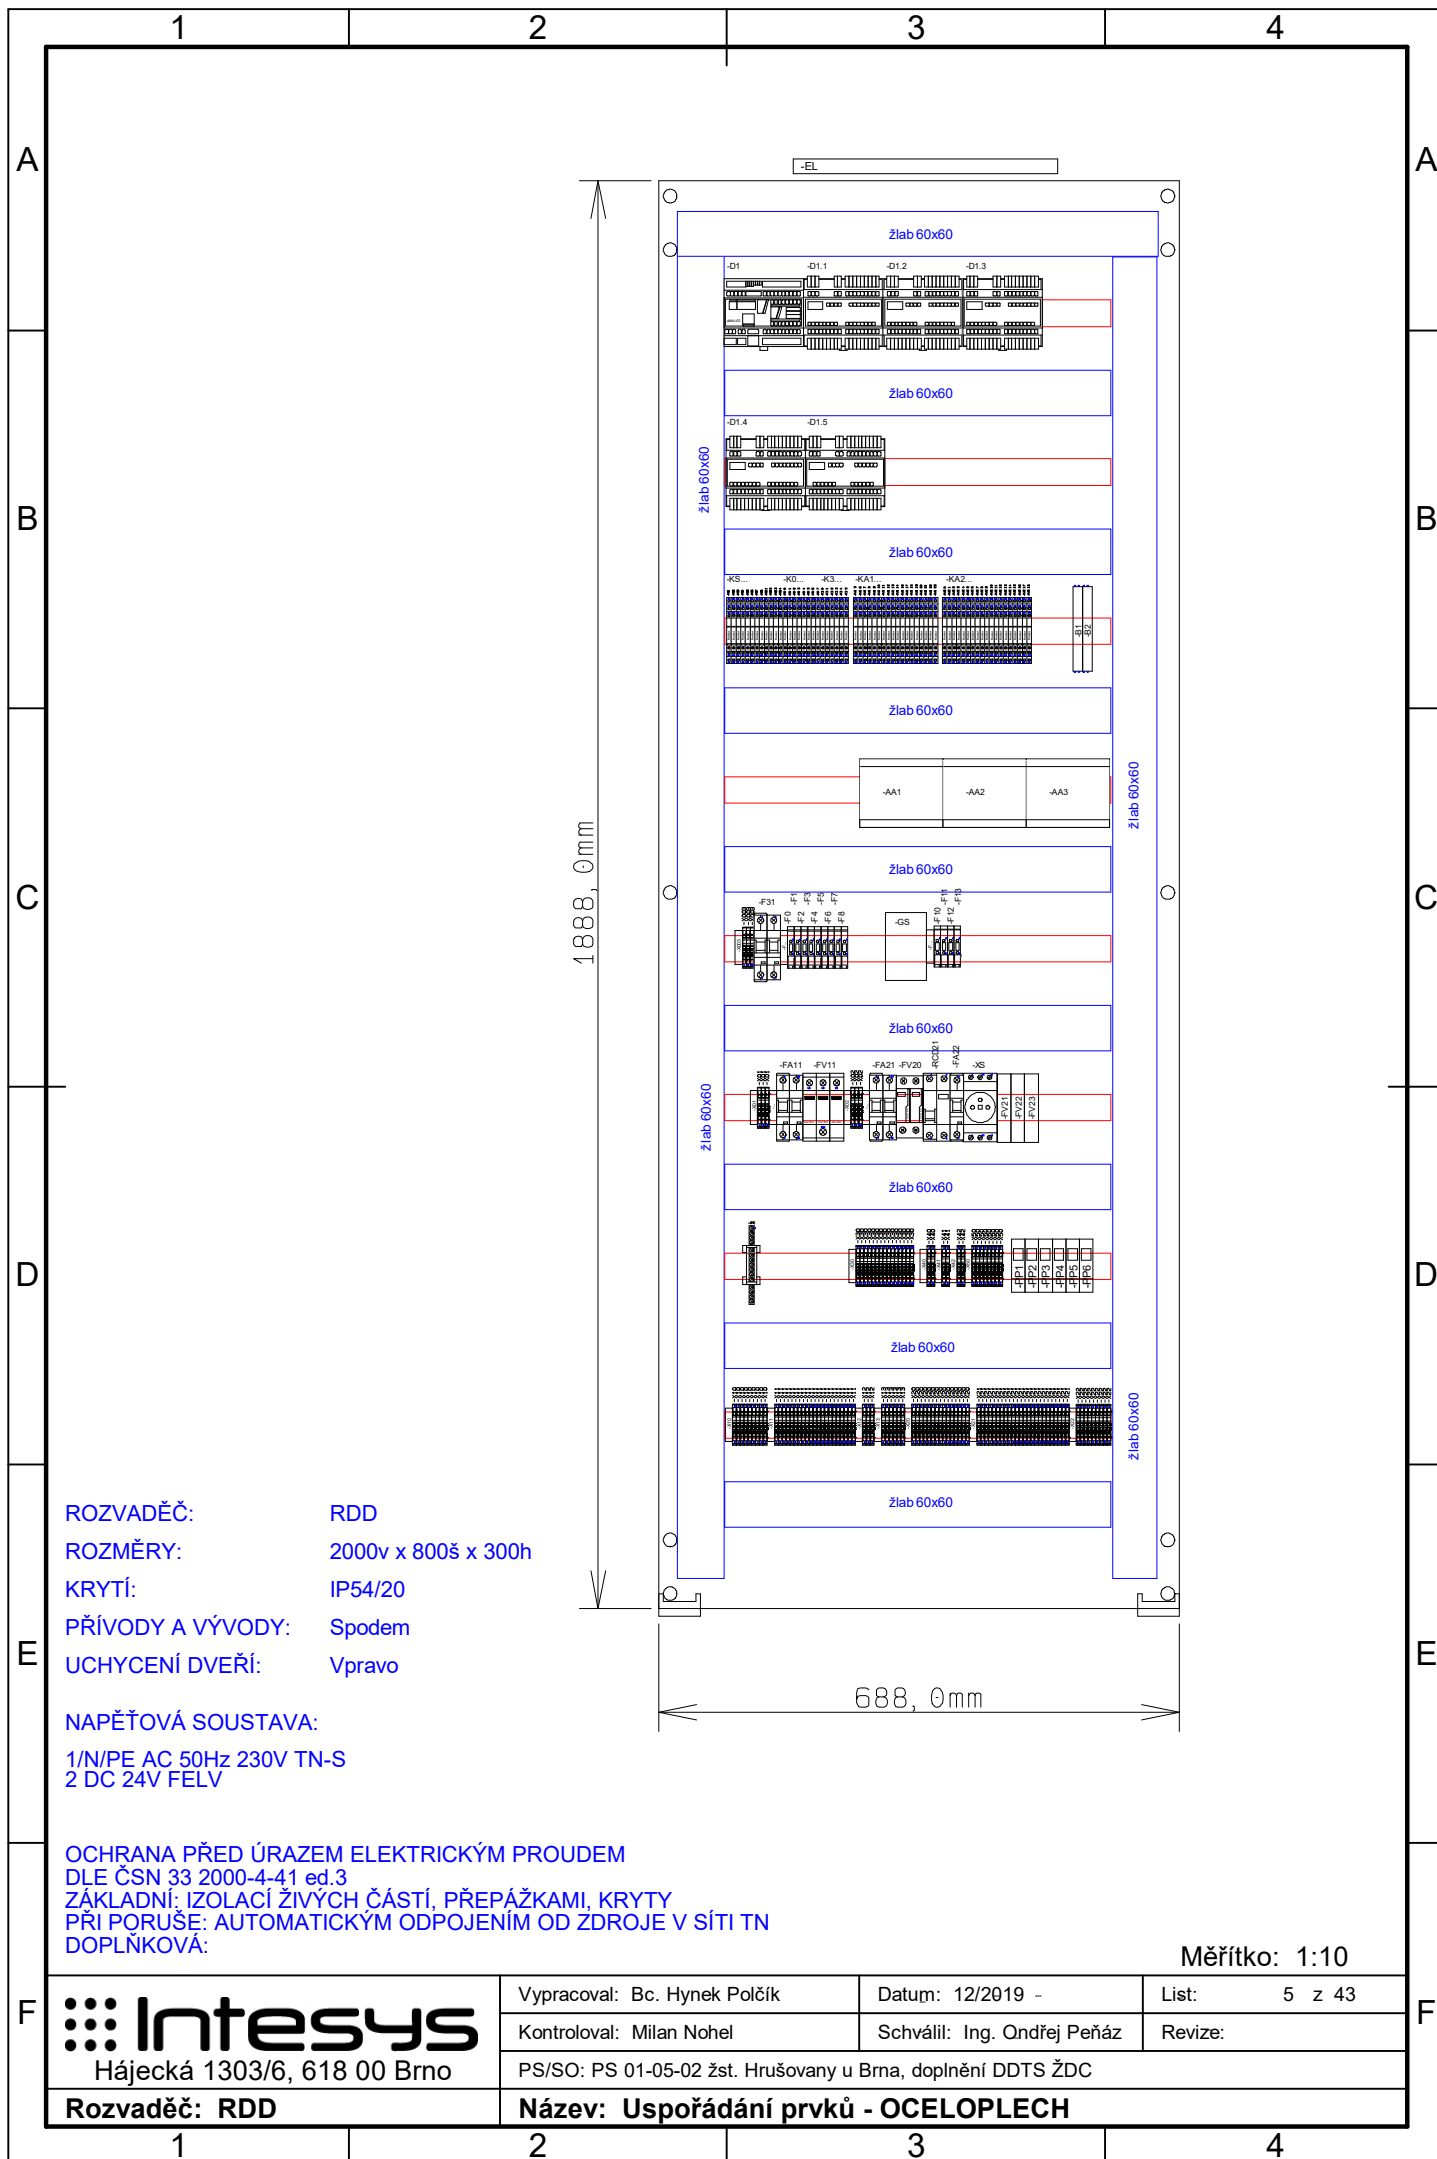 1 2 3 4
A A
-EL
žlab 60x60
-D1 -D1.1 -D1.2 -D1.3
žlab 60x60
-D1.4 -D1.5
žlab 60x60
B B
žlab 60x60
-KS... -K0... -K3... -KA1... -KA2...
-B1
-B2
žlab 60x60
-AA1 -AA2 -AA3
žlab 60x60
žlab 60x60
1888,0mm
C C
-F31 -F0 -F1 -F2 -F3 -F4 -F5 -F6 -F7 -F8 -GS -F10 -F11 -F12 -F13
žlab 60x60
-FA11 -FV11 -FA21 -FV20 -RCD21 -FA22 -XS
-FV21
-FV22
-FV23
žlab 60x60
žlab 60x60
D D
-PP1 -PP2 -PP3 -PP4 -PP5 -PP6
žlab 60x60
žlab 60x60
žlab 60x60
ROZVADĚČ: RDD
ROZMĚRY: 2000v x 800š x 300h
KRYTÍ: IP54/20
PŘÍVODY A VÝVODY: Spodem
E E
UCHYCENÍ DVEŘÍ: Vpravo
688,0mm
NAPĚŤOVÁ SOUSTAVA:
1/N/PE AC 50Hz 230V TN-S
2 DC 24V FELV
OCHRANA PŘED ÚRAZEM ELEKTRICKÝM PROUDEM
DLE ČSN 33 2000-4-41 ed.3
ZÁKLADNÍ: IZOLACÍ ŽIVÝCH ČÁSTÍ, PŘEPÁŽKAMI, KRYTY
PŘI PORUŠE: AUTOMATICKÝM ODPOJENÍM OD ZDROJE V SÍTI TN
DOPLŇKOVÁ:
Měřítko: 1:10
F F
Intesys
Hájecká 1303/6, 618 00 Brno
Vypracoval: Bc. Hynek Polčík Datum: 12/2019 - List: 5 z 43
Kontroloval: Milan Nohel Schválil: Ing. Ondřej Peňáz Revize:
PS/SO: PS 01-05-02 žst. Hrušovany u Brna, doplnění DDTS ŽDC
Rozvaděč: RDD Název: Uspořádání prvků - OCELOPLECH
1 2 3 4